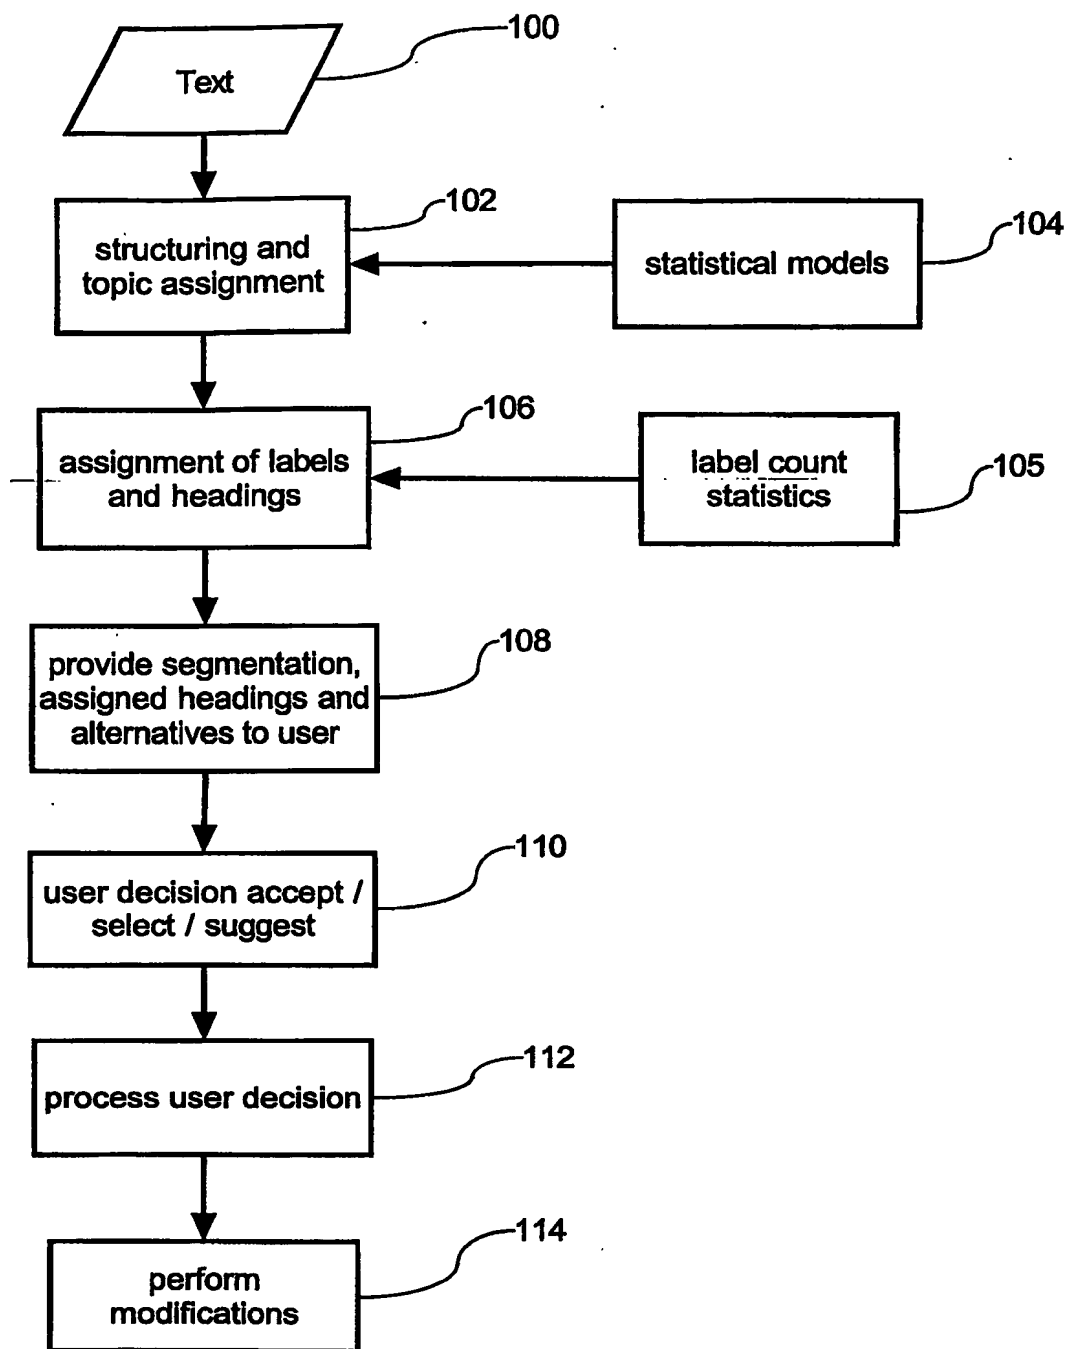 100
Text
102
structuring and
topic assignment
104
statistical models
106
assignment of labels
and headings
105
label count
statistics
108
provide segmentation,
assigned headings and
alternatives to user
110
user decision accept /
select / suggest
112
process user decision
114
perform
modifications